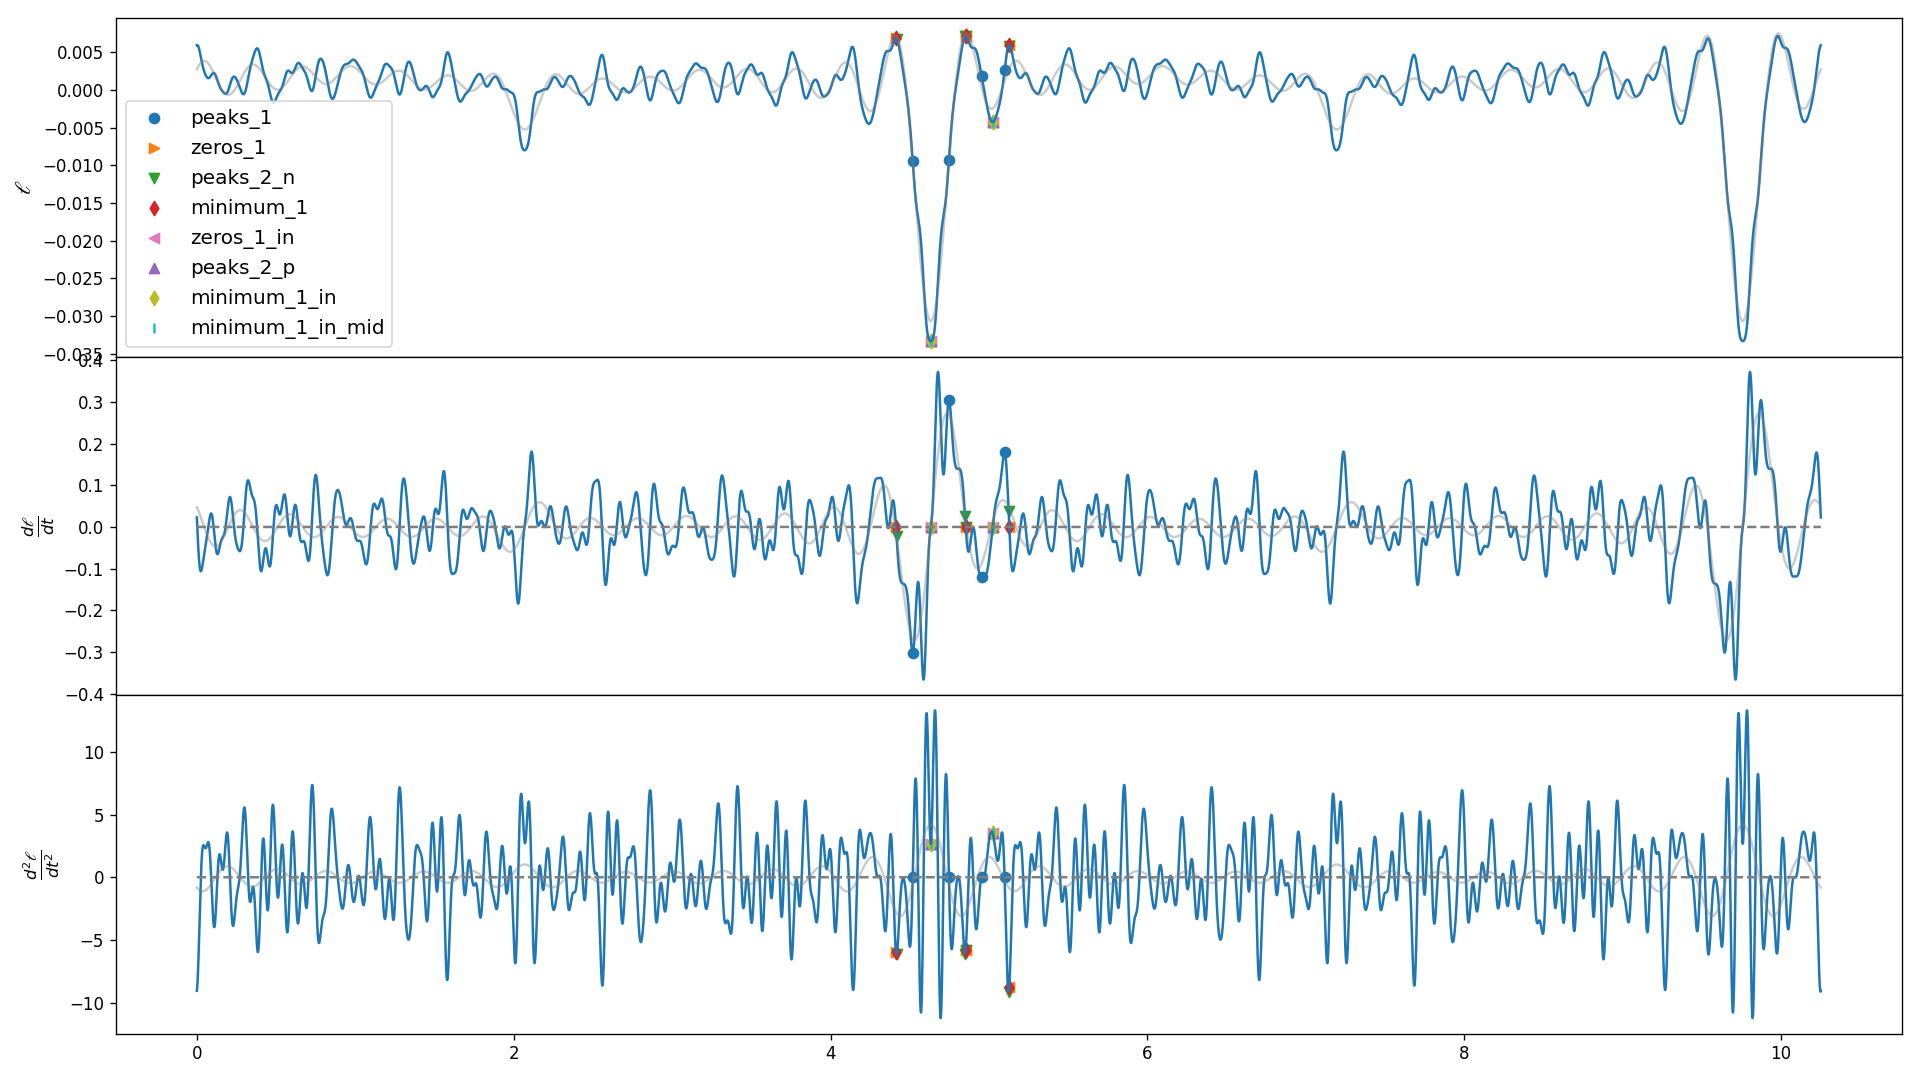 0.005
0.000
−0.005
−0.010
−0.015
−0.020
−0.025
−0.030
−0.035
ℓ
peaks_1
zeros_1
peaks_2_n
minimum_1
zeros_1_in
peaks_2_p
minimum_1_in
minimum_1_in_mid
0.4
0.3
0.2
0.1
0.0
−0.1
−0.2
−0.3
−0.4
dℓ
dt
10
5
0
−5
−10
d²ℓ
dt²
0 2 4 6 8 10